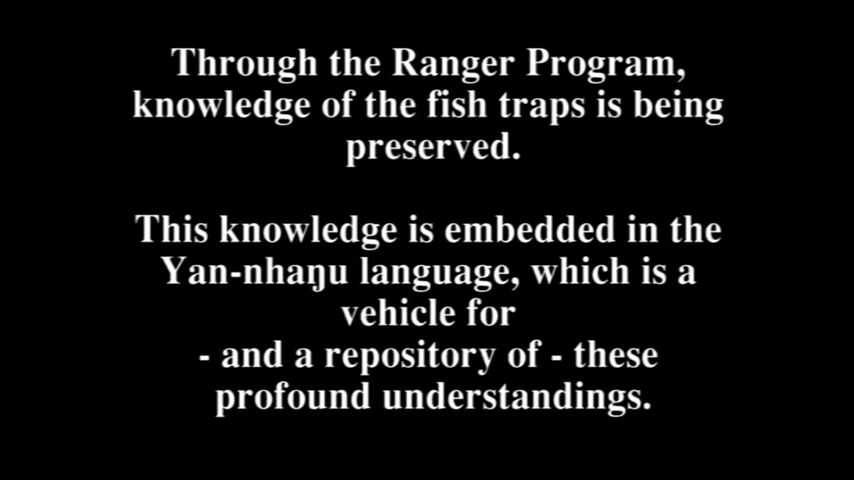 Through the Ranger Program,
knowledge of the fish traps is being
preserved.
This knowledge is embedded in the
Yan-nhaŋu language, which is a
vehicle for
- and a repository of - these
profound understandings.